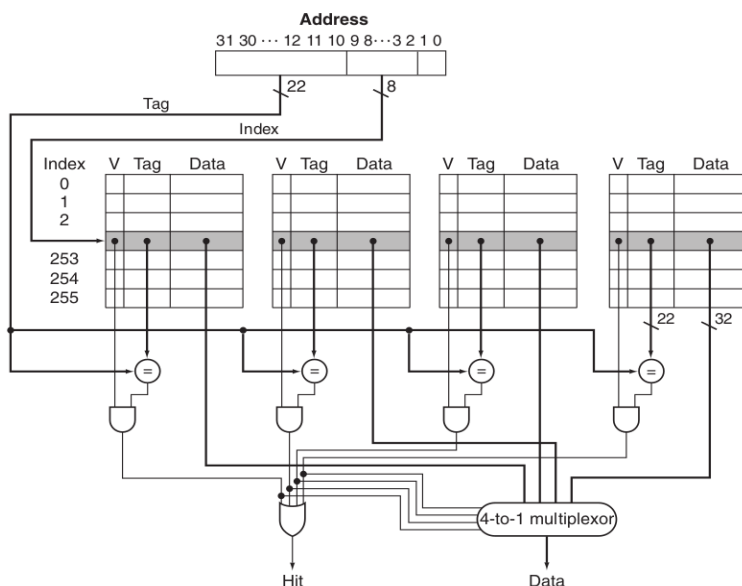 Address
31 30 ··· 12 11 10 9 8···3 2 1 0
22
8
Tag
Index
Index V Tag Data V Tag Data V Tag Data V Tag Data
0
1
2
253
254
255
22
32
= = = =
4-to-1 multiplexor
Hit
Data